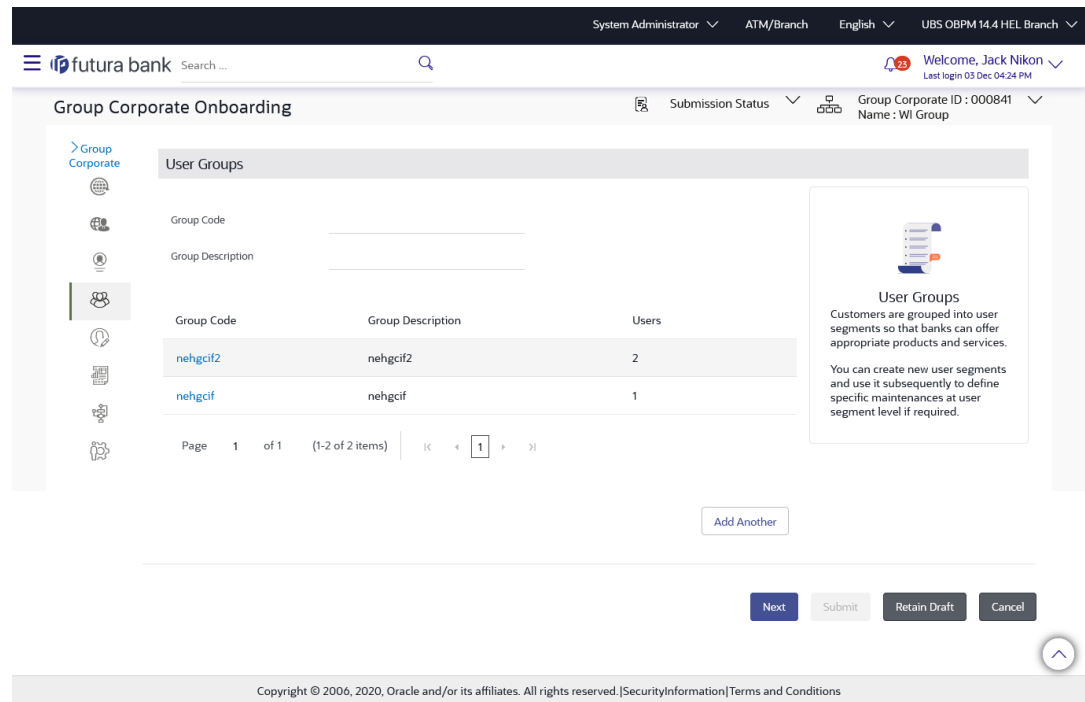 System Administrator ATM/Branch English UBS OBPM 14.4 HEL Branch
futura bank Search ... 23 Welcome, Jack Nikon
Last login 03 Dec 04:24 PM
Group Corporate Onboarding Submission Status Group Corporate ID : 000841
Name : WI Group
Group
Corporate
User Groups
Group Code
Group Description
Group Code Group Description Users
nehgcif2 nehgcif2 2
nehgcif nehgcif 1
Page 1 of 1 (1-2 of 2 items) 1
User Groups
Customers are grouped into user
segments so that banks can offer
appropriate products and services.
You can create new user segments
and use it subsequently to define
specific maintenances at user
segment level if required.
Add Another
Next Submit Retain Draft Cancel
Copyright © 2006, 2020, Oracle and/or its affiliates. All rights reserved.|SecurityInformation|Terms and Conditions